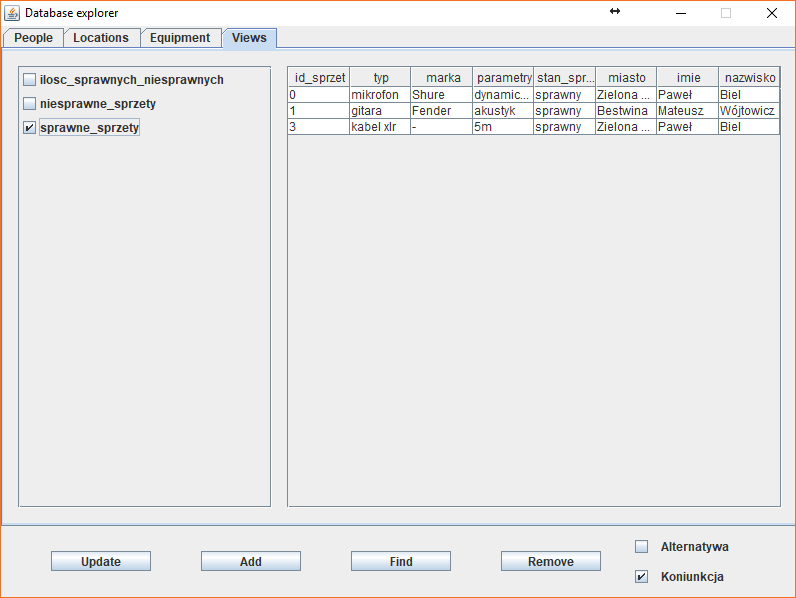 Database explorer
People Locations Equipment Views
ilosc_sprawnych_niesprawnych
niesprawne_sprzety
sprawne_sprzety
id_sprzet typ marka parametry stan_spr... miasto imie nazwisko
0 mikrofon Shure dynamic... sprawny Zielona ... Paweł Biel
1 gitara Fender akustyk sprawny Bestwina Mateusz Wójtowicz
3 kabel xlr - 5m sprawny Zielona ... Paweł Biel
Update Add Find Remove
Alternatywa
Koniunkcja